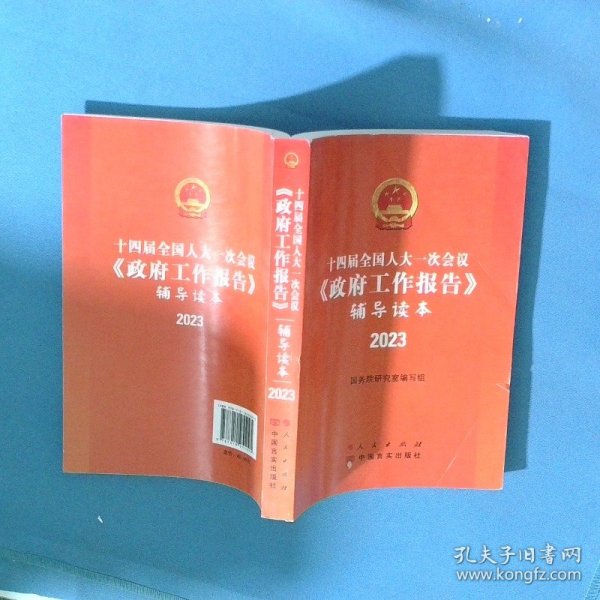 十四届全国人大一次会议
《政府工作报告》
辅导读本
2023
十四届全国人大一次会议
《政府工作报告》
辅导读本
2023
人民出版社
中国言实出版社
十四届全国人大一次会议
《政府工作报告》
辅导读本
2023
国务院研究室编写组
人民出版社
中国言实出版社
孔夫子旧书网
www.kongfz.com